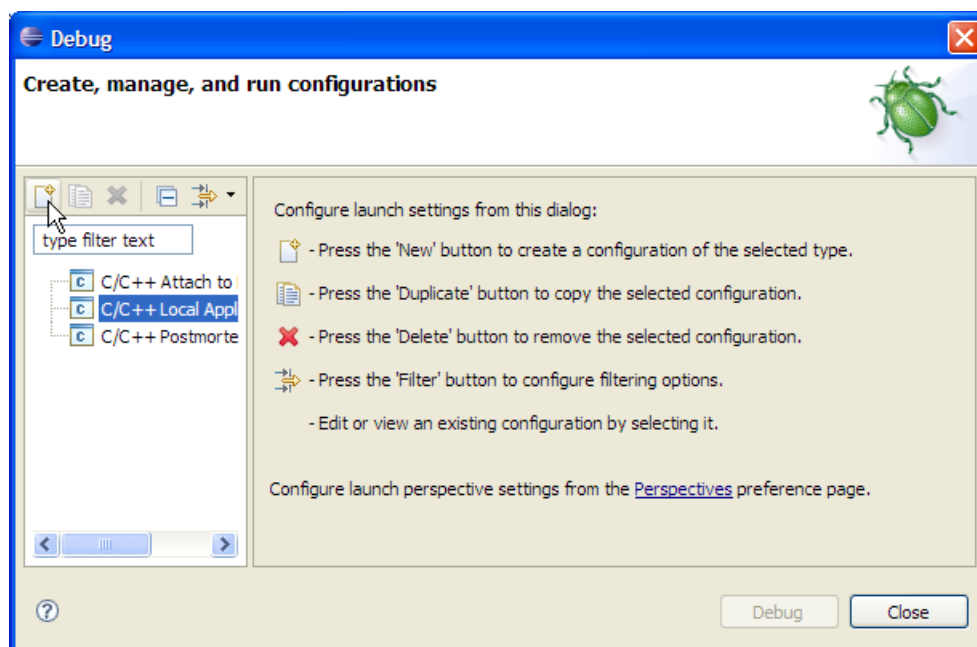 Debug
Create, manage, and run configurations
type filter text
C/C++ Attach to
C/C++ Local Appl
C/C++ Postmorte
Configure launch settings from this dialog:
- Press the 'New' button to create a configuration of the selected type.
- Press the 'Duplicate' button to copy the selected configuration.
- Press the 'Delete' button to remove the selected configuration.
- Press the 'Filter' button to configure filtering options.
- Edit or view an existing configuration by selecting it.
Configure launch perspective settings from the Perspectives preference page.
Debug
Close